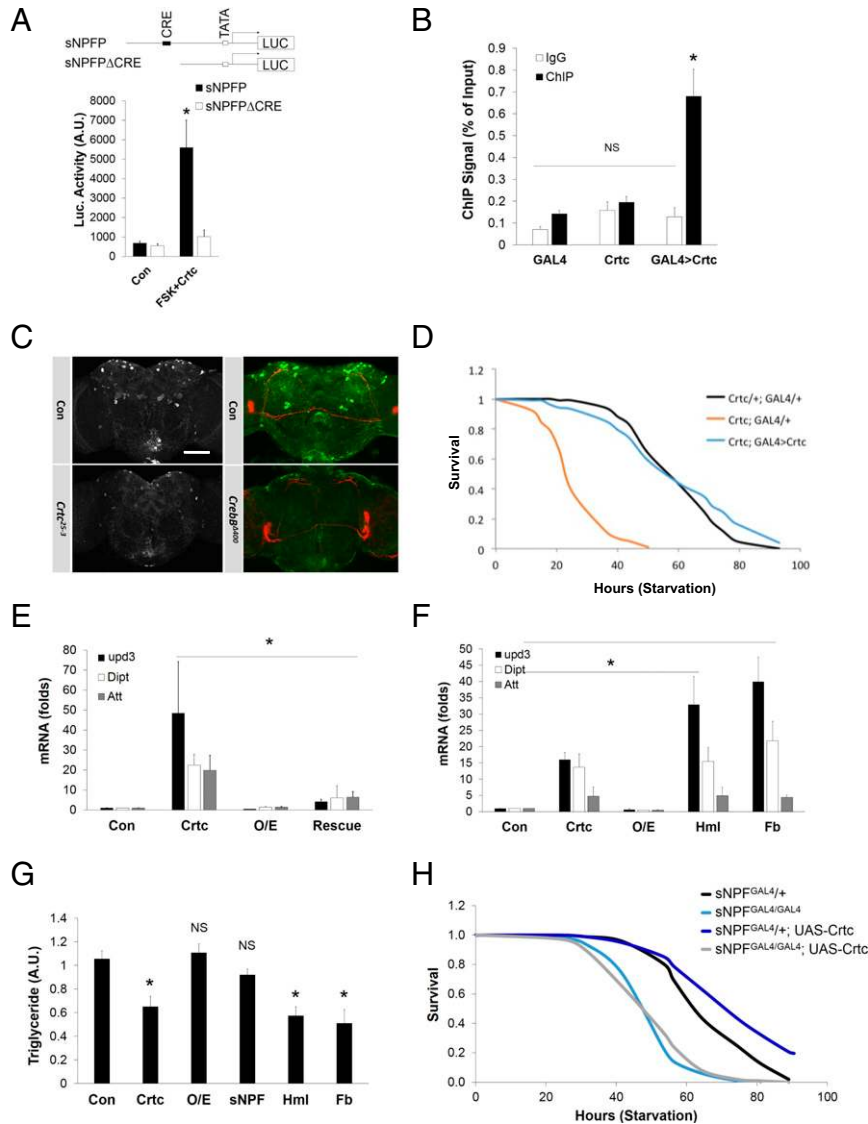 A
CRE
TATA
sNPFP
LUC
sNPFPΔCRE
LUC
sNPFP
sNPFPΔCRE
Luc. Activity (A.U.)
8000
7000
6000
5000
4000
3000
2000
1000
0
*
Con
FSK+Crtc
B
IgG
ChIP
ChIP Signal (% of Input)
0.9
0.8
0.7
0.6
0.5
0.4
0.3
0.2
0.1
0
NS
*
GAL4
Crtc
GAL4>Crtc
C
Con
Con
Crtc25-3
CrebBΔ400
D
Survival
1.2
1
0.8
0.6
0.4
0.2
0
Crtc/+; GAL4/+
Crtc; GAL4/+
Crtc; GAL4>Crtc
0
20
40
60
80
100
Hours (Starvation)
E
upd3
Dipt
Att
mRNA (folds)
80
70
60
50
40
30
20
10
0
*
Con
Crtc
O/E
Rescue
F
upd3
Dipt
Att
mRNA (folds)
50
45
40
35
30
25
20
15
10
5
0
*
Con
Crtc
O/E
Hml
Fb
G
Triglyceride (A.U.)
1.4
1.2
1
0.8
0.6
0.4
0.2
0
*
NS
NS
*
*
Con
Crtc
O/E
sNPF
Hml
Fb
H
Survival
1.2
1.0
0.8
0.6
0.4
0.2
0.0
sNPFGAL4/+
sNPFGAL4/GAL4
sNPFGAL4/+; UAS-Crtc
sNPFGAL4/GAL4; UAS-Crtc
0
20
40
60
80
100
Hours (Starvation)